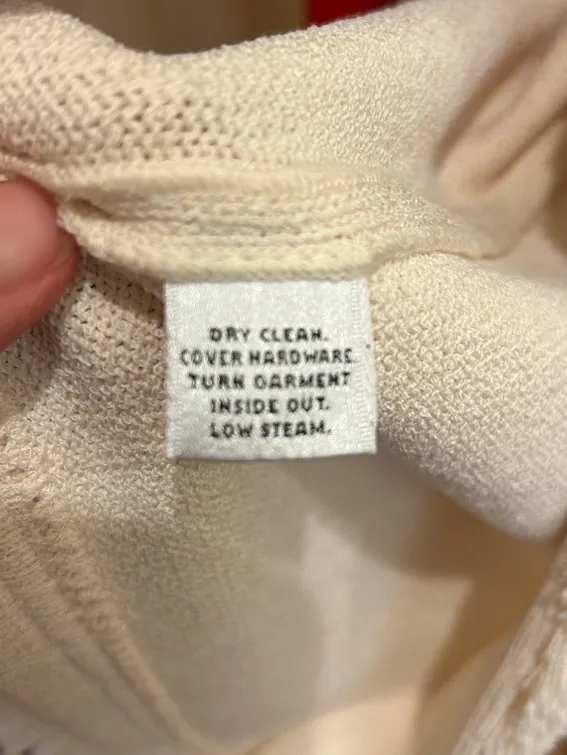 DRY CLEAN.
COVER HARDWARE.
TURN GARMENT
INSIDE OUT.
LOW STEAM.